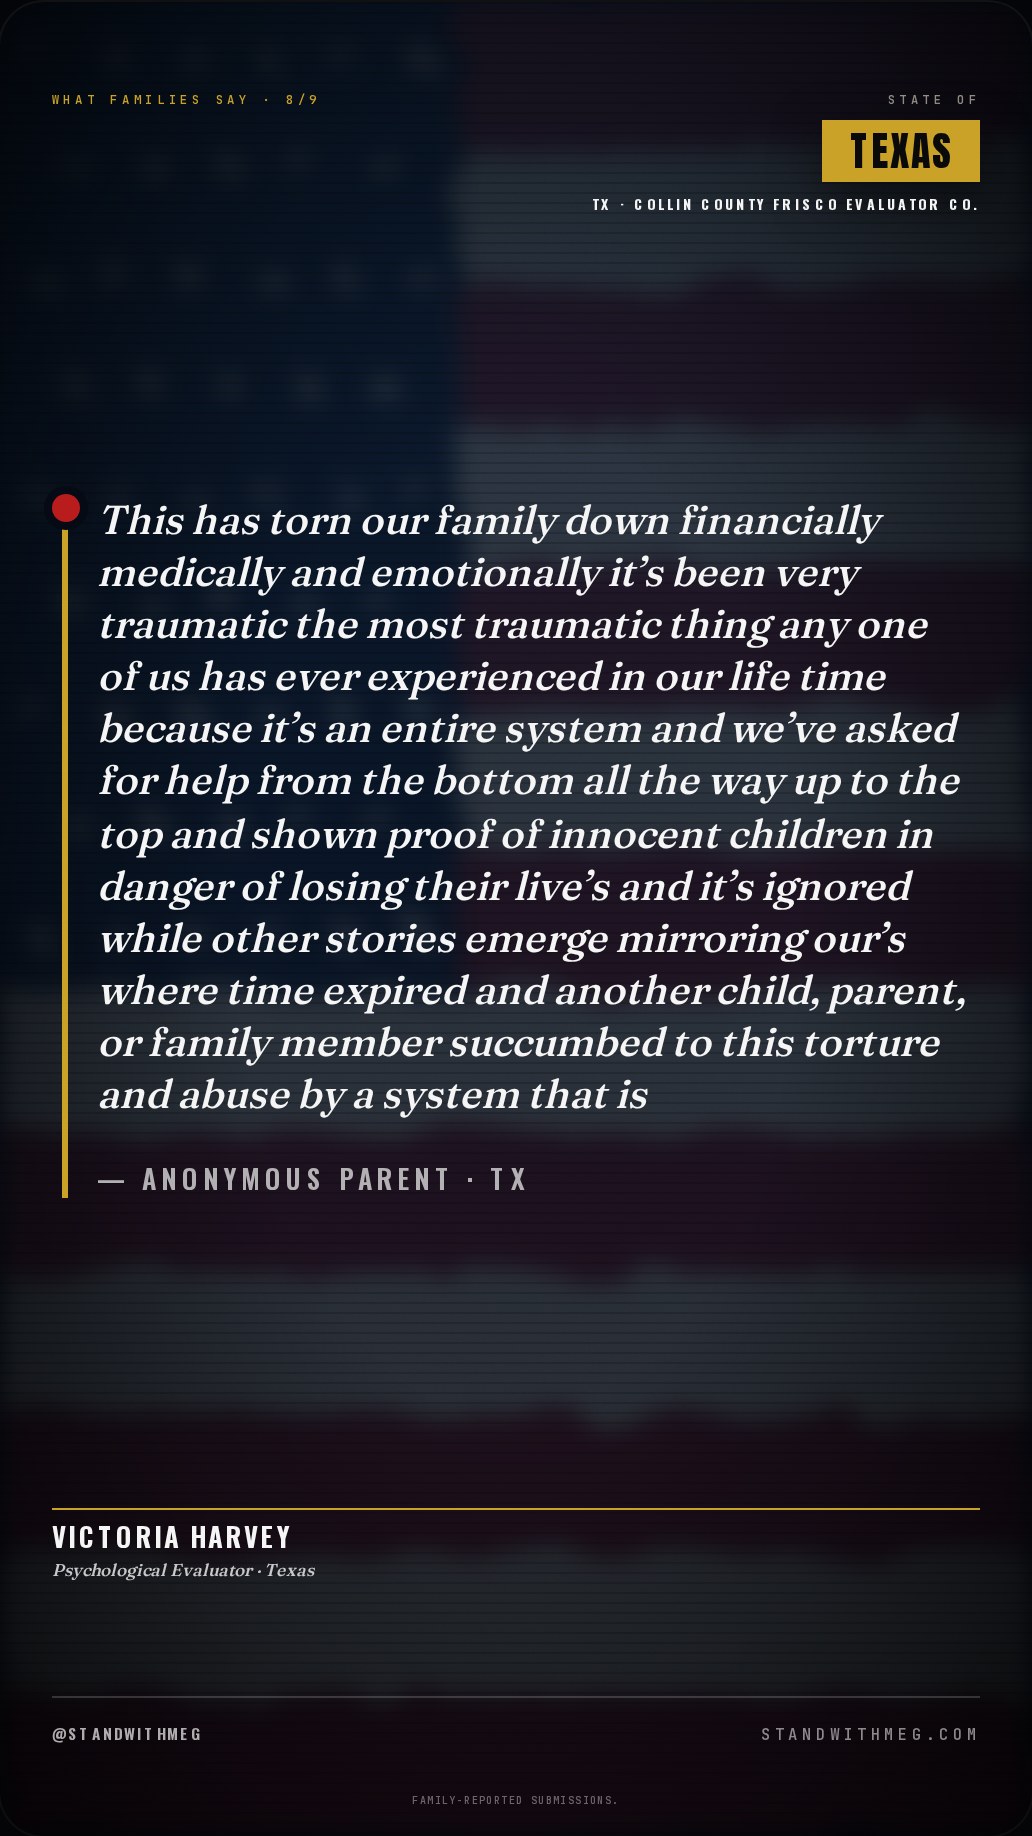 WHAT FAMILIES SAY · 8/9
STATE OF
TEXAS
TX · COLLIN COUNTY FRISCO EVALUATOR CO.
This has torn our family down financially
medically and emotionally it’s been very
traumatic the most traumatic thing any one
of us has ever experienced in our life time
because it’s an entire system and we’ve asked
for help from the bottom all the way up to the
top and shown proof of innocent children in
danger of losing their live’s and it’s ignored
while other stories emerge mirroring our’s
where time expired and another child, parent,
or family member succumbed to this torture
and abuse by a system that is
— ANONYMOUS PARENT · TX
VICTORIA HARVEY
Psychological Evaluator · Texas
@STANDWITHMEG
STANDWITHMEG.COM
FAMILY-REPORTED SUBMISSIONS.